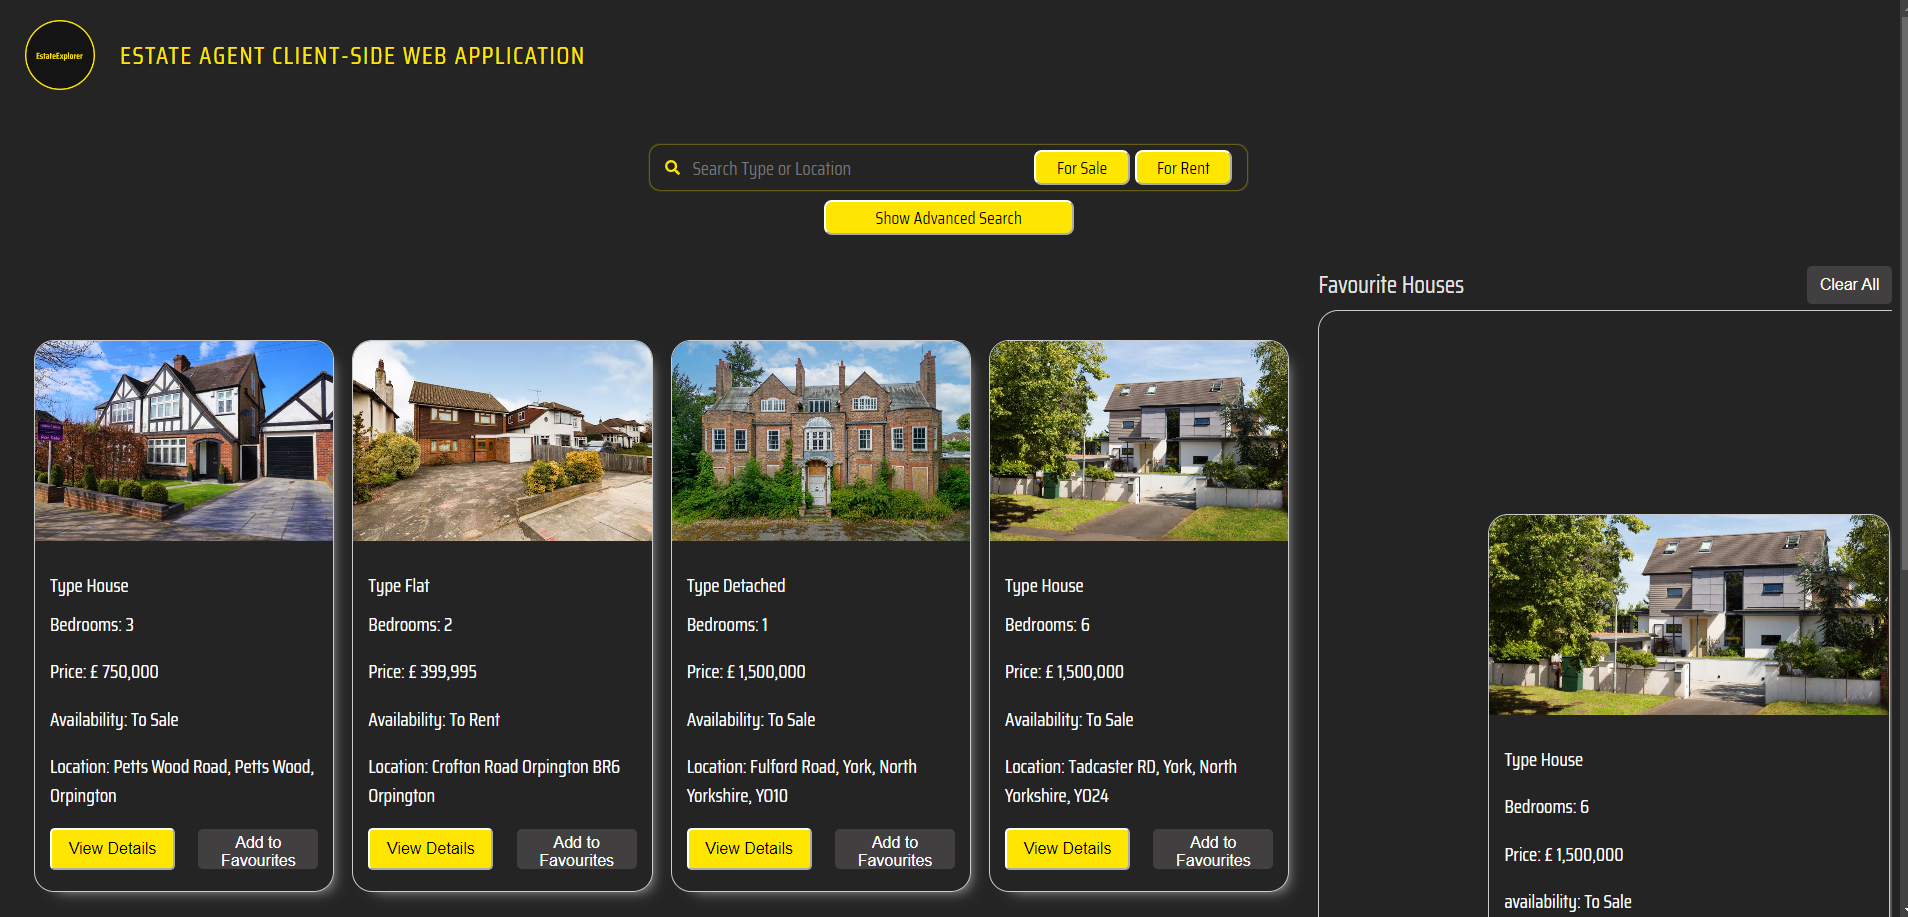 EstateExplorer
ESTATE AGENT CLIENT-SIDE WEB APPLICATION
Search Type or Location
For Sale
For Rent
Show Advanced Search
Favourite Houses
Clear All
Type House
Bedrooms: 3
Price: £ 750,000
Availability: To Sale
Location: Petts Wood Road, Petts Wood,
Orpington
View Details
Add to
Favourites
Type Flat
Bedrooms: 2
Price: £ 399,995
Availability: To Rent
Location: Crofton Road Orpington BR6
Orpington
View Details
Add to
Favourites
Type Detached
Bedrooms: 1
Price: £ 1,500,000
Availability: To Sale
Location: Fulford Road, York, North
Yorkshire, YO10
View Details
Add to
Favourites
Type House
Bedrooms: 6
Price: £ 1,500,000
Availability: To Sale
Location: Tadcaster RD, York, North
Yorkshire, YO24
View Details
Add to
Favourites
Type House
Bedrooms: 6
Price: £ 1,500,000
availability: To Sale